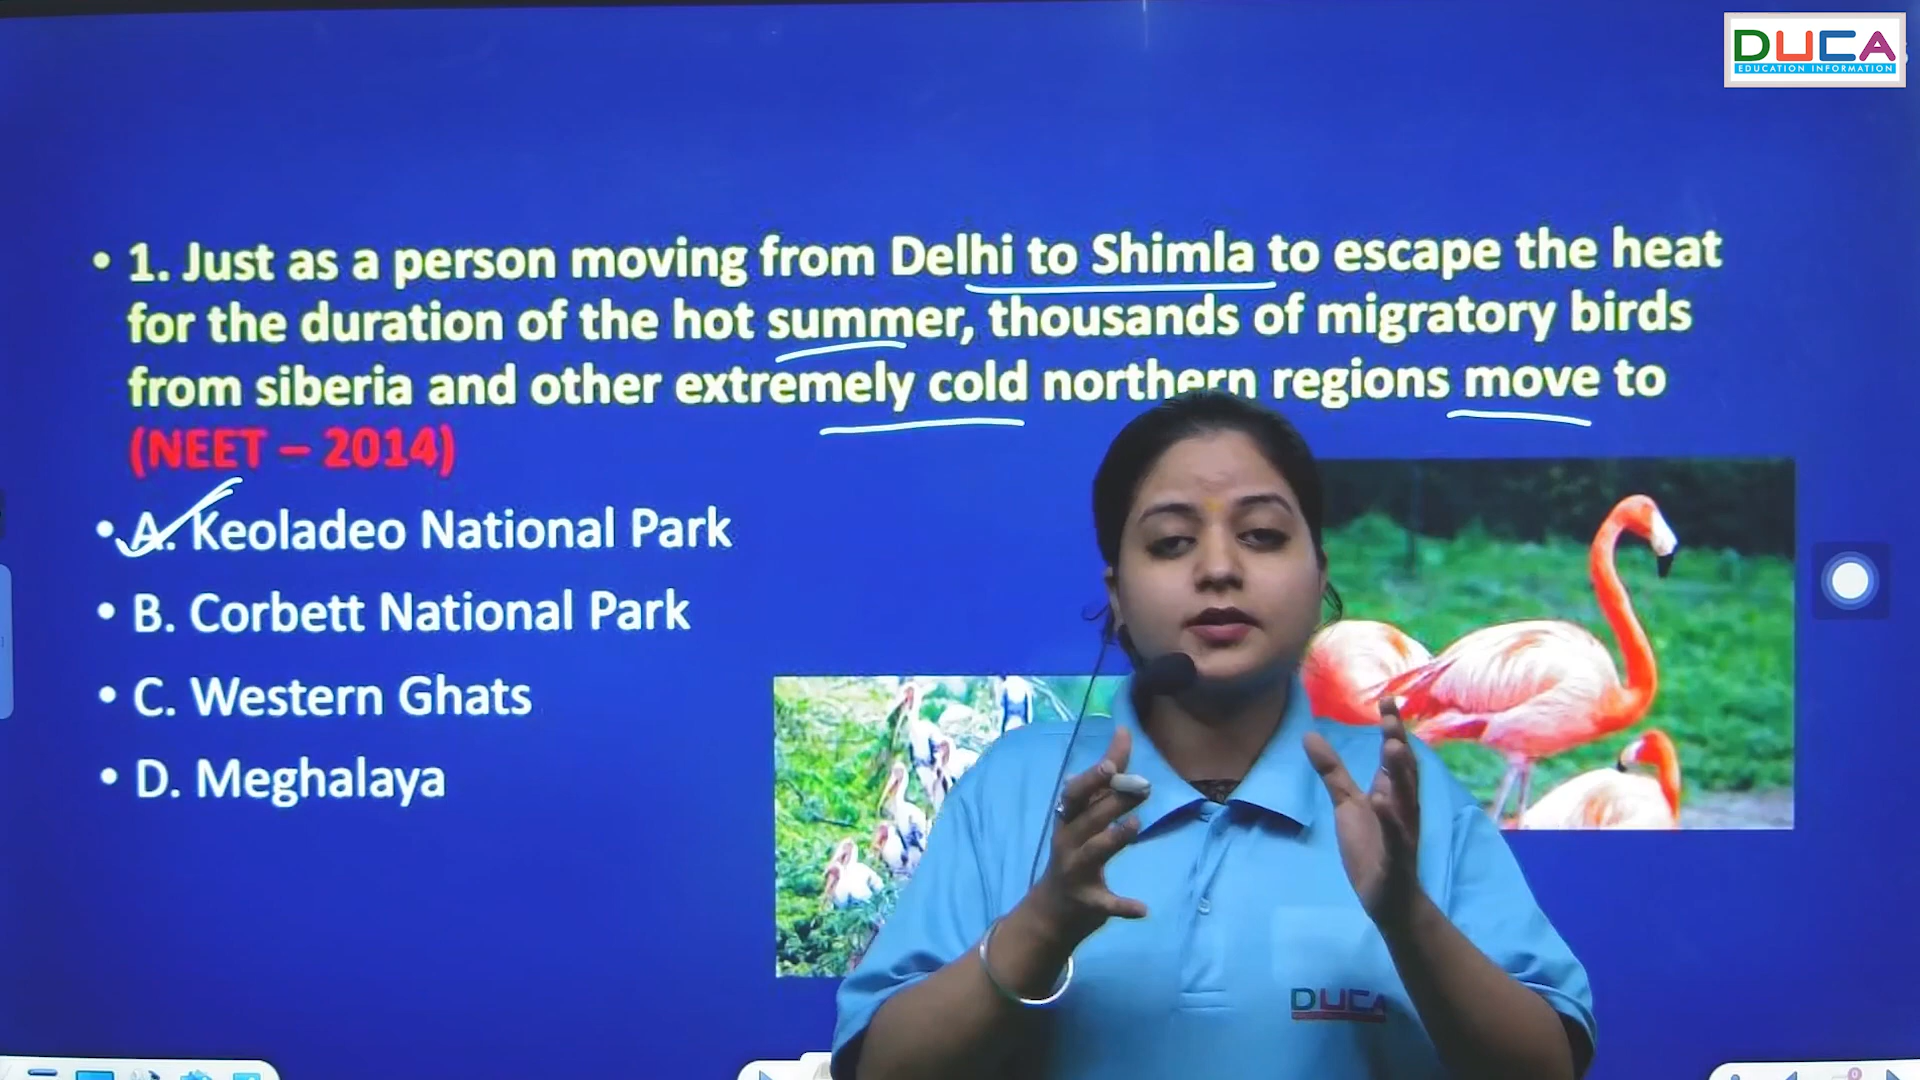 DUCA
EDUCATION INFORMATION
• 1. Just as a person moving from Delhi to Shimla to escape the heat
for the duration of the hot summer, thousands of migratory birds
from siberia and other extremely cold northern regions move to
(NEET – 2014)
• A. Keoladeo National Park
• B. Corbett National Park
• C. Western Ghats
• D. Meghalaya
DUCA